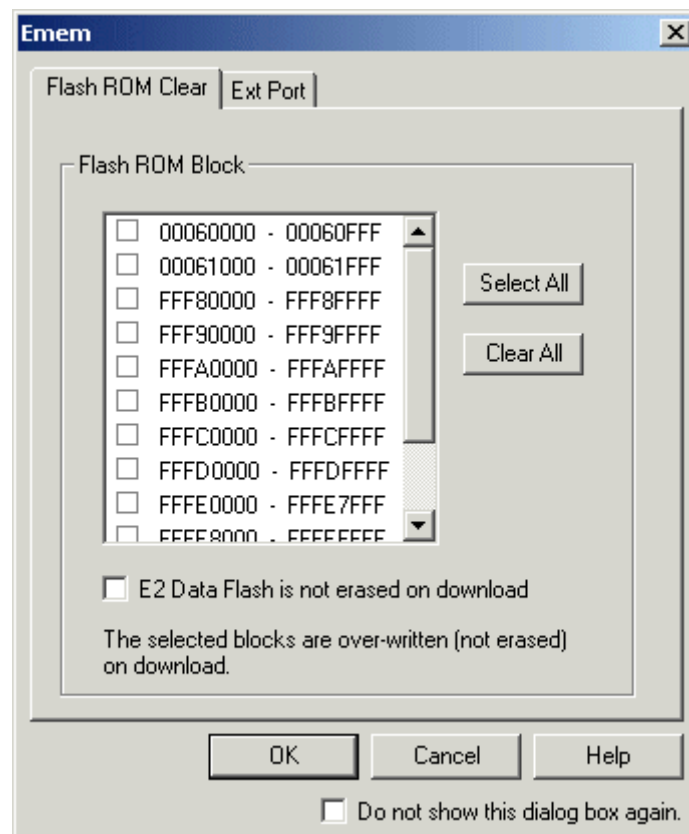 Emem
Flash ROM Clear Ext Port
Flash ROM Block
00060000 - 00060FFF
00061000 - 00061FFF
FFF80000 - FFF8FFFF
FFF90000 - FFF9FFFF
FFFA0000 - FFFAFFFF
FFFB0000 - FFFBFFFF
FFFC0000 - FFFCFFFF
FFFD0000 - FFFDFFFF
FFFE0000 - FFFE7FFF
FFFE8000 - FFFEFFFF
Select All
Clear All
E2 Data Flash is not erased on download
The selected blocks are over-written (not erased)
on download.
OK Cancel Help
Do not show this dialog box again.